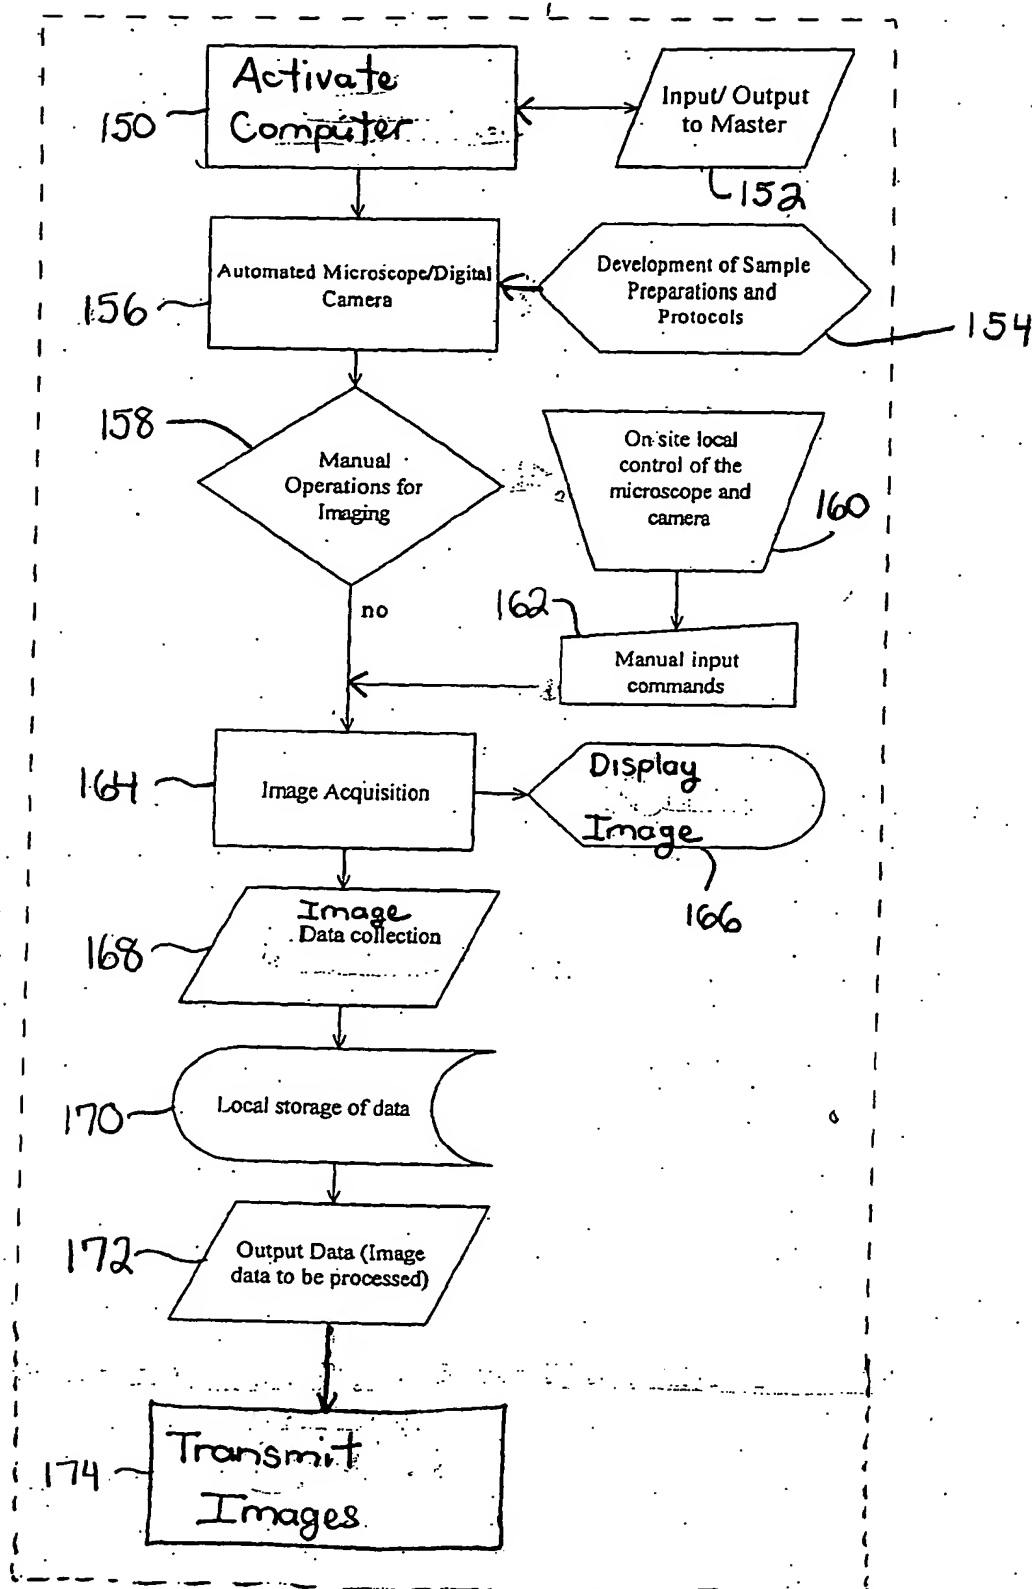 Activate
Computer
150
Input/ Output
to Master
152
Automated Microscope/Digital
Camera
156
Development of Sample
Preparations and
Protocols
154
158
Manual
Operations for
Imaging
no
On site local
control of the
microscope and
camera
160
162
Manual input
commands
164
Image Acquisition
Display
Image
166
168
Image
Data collection
170
Local storage of data
172
Output Data (Image
data to be processed)
174
Transmit
Images